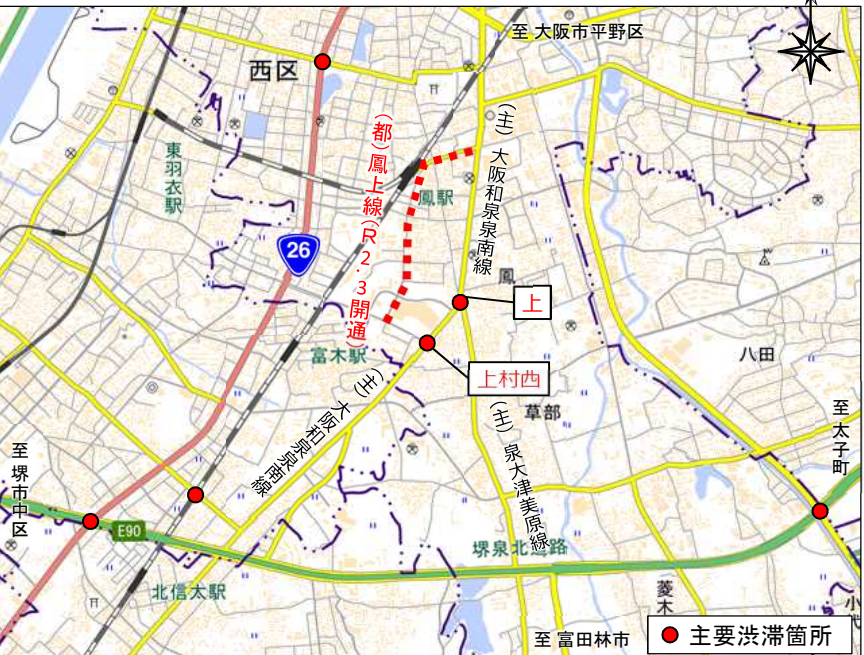 至 大阪市平野区
西区
(主)大阪和泉泉南線
(都)鳳上線(R2.3開通)
東羽衣駅
鳳駅
26
鳳
上
富木駅
上村西
八田
(主)大阪和泉泉南線
(主)泉大津美原線
草部
至 太子町
至 堺市中区
E90
堺泉北道路
北信太駅
菱木
至 富田林市
主要渋滞箇所